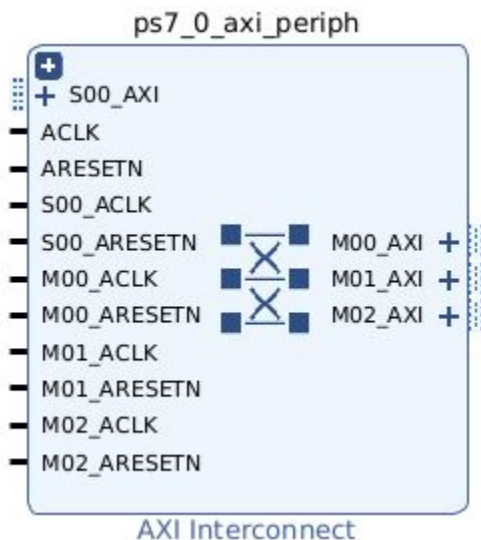 ps7_0_axi_periph
S00_AXI
ACLK
ARESETN
S00_ACLK
S00_ARESETN
M00_AXI
M00_ACLK
M01_AXI
M00_ARESETN
M02_AXI
M01_ACLK
M01_ARESETN
M02_ACLK
M02_ARESETN
AXI Interconnect